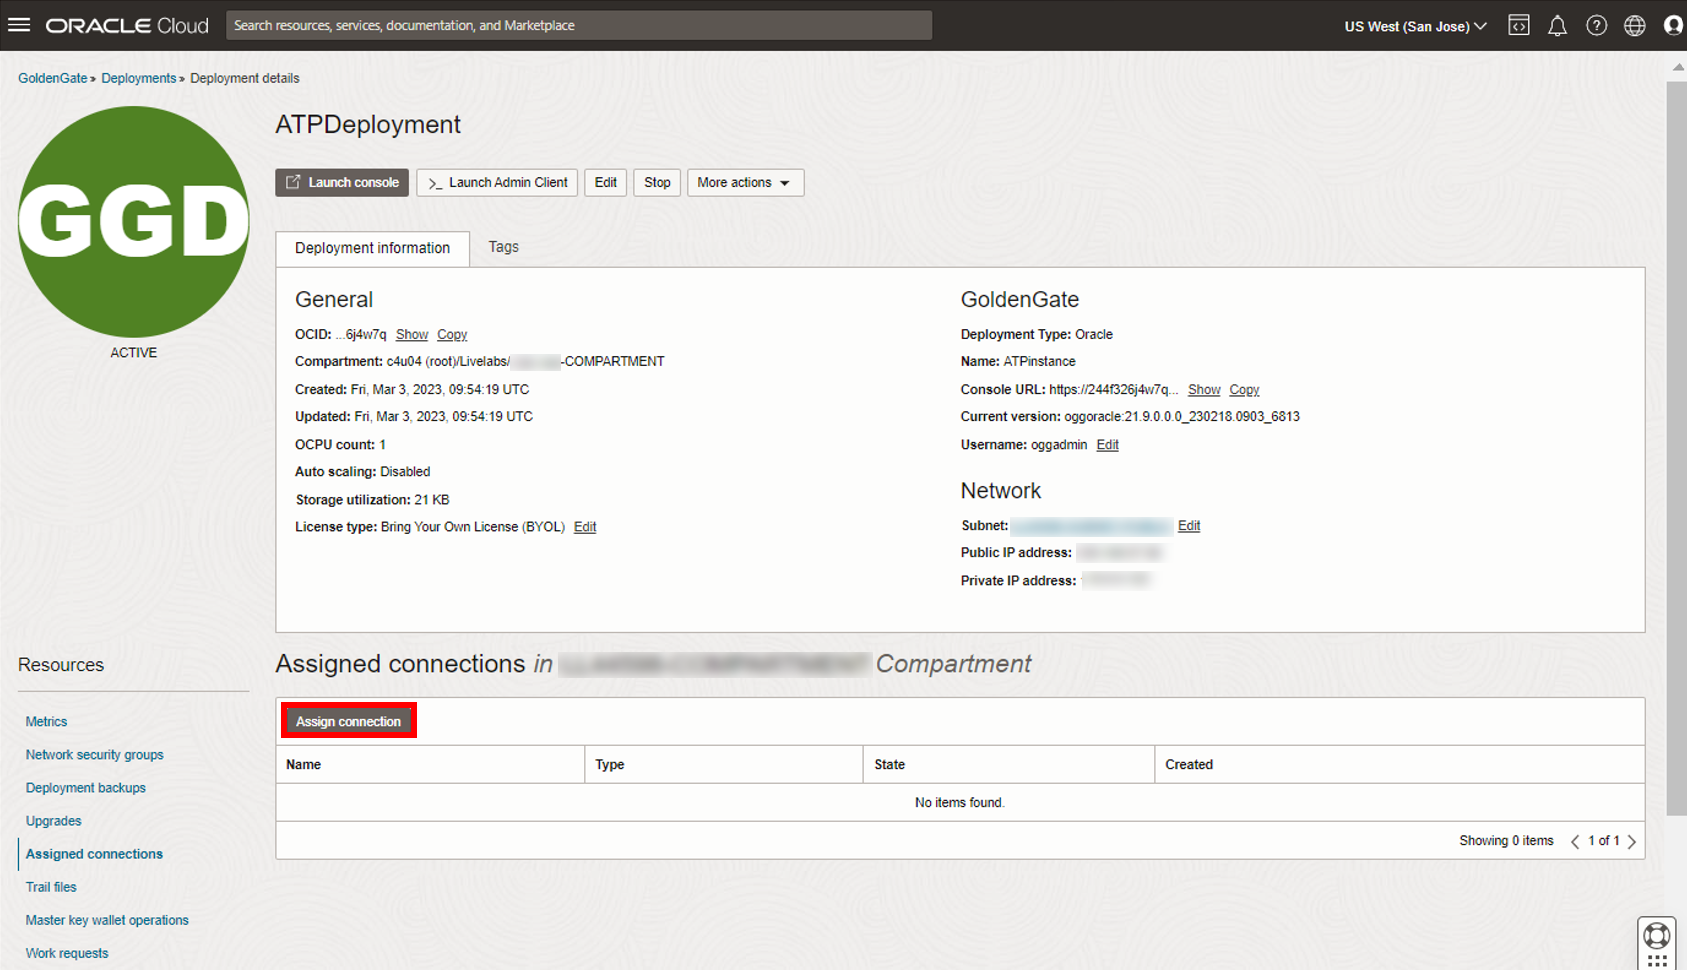 ORACLE Cloud
Search resources, services, documentation, and Marketplace
US West (San Jose)
GoldenGate » Deployments » Deployment details
GGD
ACTIVE
ATPDeployment
Launch console
Launch Admin Client
Edit
Stop
More actions
Deployment information
Tags
General
OCID: ...6j4w7q Show Copy
Compartment: c4u04 (root)/Livelabs/ -COMPARTMENT
Created: Fri, Mar 3, 2023, 09:54:19 UTC
Updated: Fri, Mar 3, 2023, 09:54:19 UTC
OCPU count: 1
Auto scaling: Disabled
Storage utilization: 21 KB
License type: Bring Your Own License (BYOL) Edit
GoldenGate
Deployment Type: Oracle
Name: ATPinstance
Console URL: https://244f326j4w7q... Show Copy
Current version: oggoracle:21.9.0.0.0_230218.0903_6813
Username: oggadmin Edit
Network
Subnet: Edit
Public IP address:
Private IP address:
Resources
Metrics
Network security groups
Deployment backups
Upgrades
Assigned connections
Trail files
Master key wallet operations
Work requests
Assigned connections in Compartment
Assign connection
Name Type State Created
No items found.
Showing 0 items < 1 of 1 >